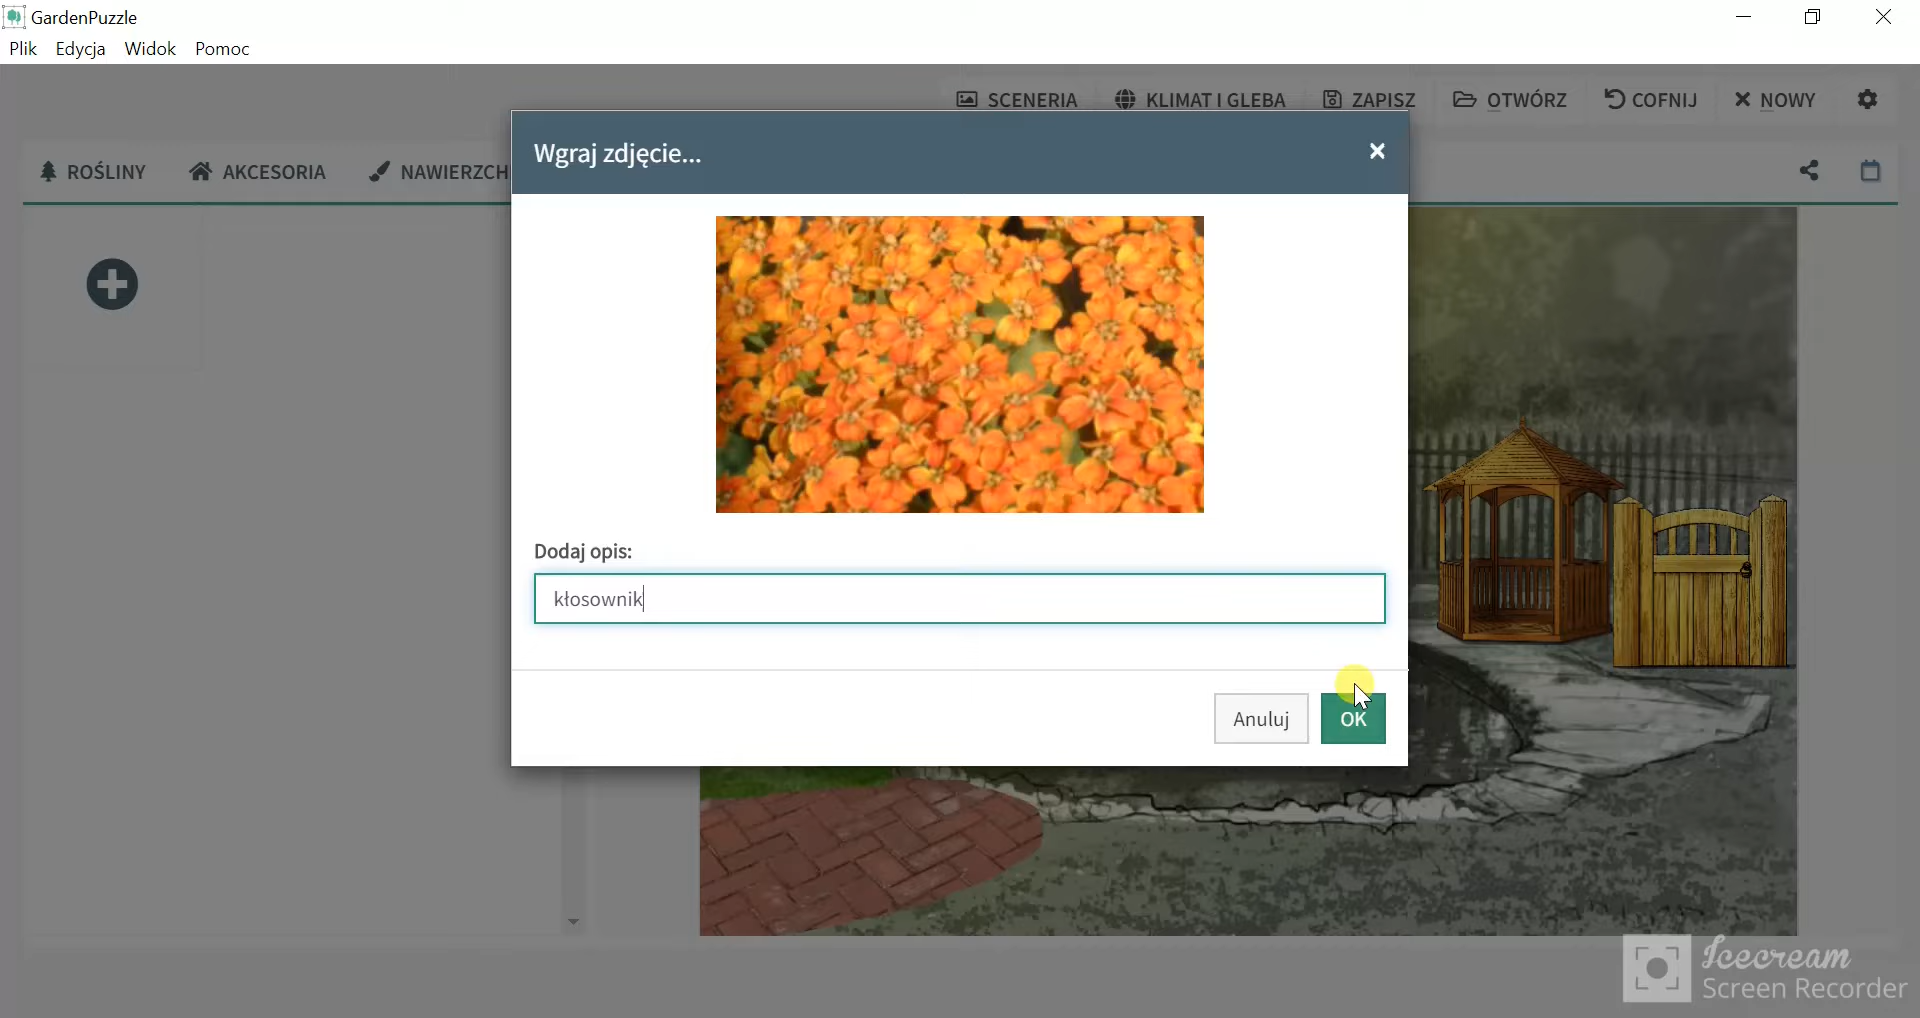 GardenPuzzle
Plik Edycja Widok Pomoc
SCENERIA KLIMAT I GLEBA ZAPISZ OTWÓRZ COFNIJ NOWY
ROŚLINY AKCESORIA NAWIERZCH
Wgraj zdjęcie...
Dodaj opis:
kłosownik
Anuluj OK
Icecream
Screen Recorder